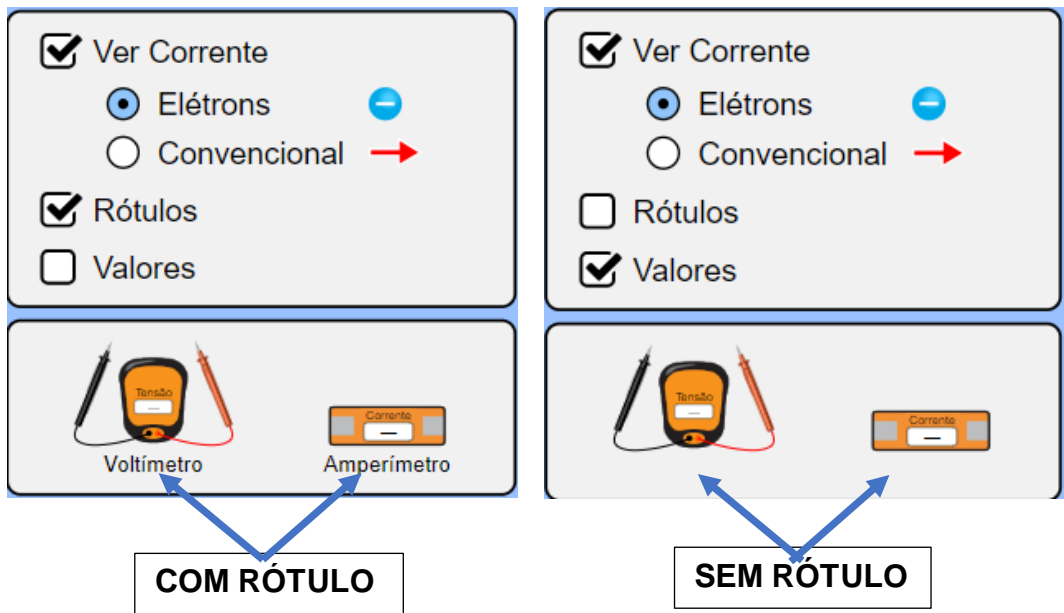 Ver Corrente
Elétrons
Convencional
Rótulos
Valores
Tensão
Corrente
Voltímetro
Amperímetro
COM RÓTULO
Ver Corrente
Elétrons
Convencional
Rótulos
Valores
Tensão
Corrente
SEM RÓTULO